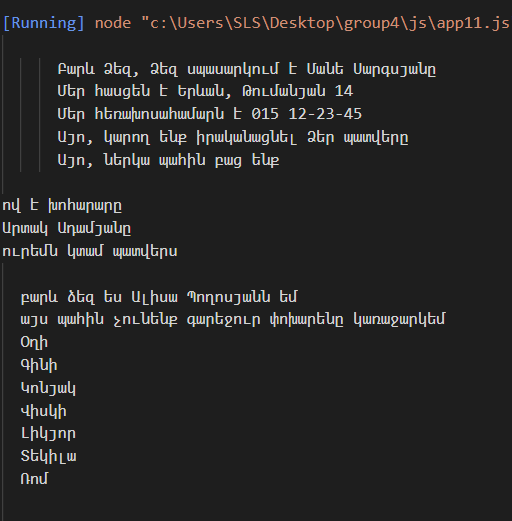 [Running] node "c:\Users\SLS\Desktop\group4\js\app11.js
Բարև Ձեզ, Ձեզ սպասարկում է Մանե Սարգսյանը
Մեր հասցեն է Երևան, Թումանյան 14
Մեր հեռախոսահամարն է 015 12-23-45
Այո, կարող ենք իրականացնել Ձեր պատվերը
Այո, ներկա պահին բաց ենք
ով է խոհարարը
Արտակ Ադամյանը
ուրեմն կտամ պատվերս
բարև ձեզ ես Ալիսա Պողոսյանն եմ
այս պահին չունենք գարեջուր փոխարենը կառաջարկեմ
Օղի
Գինի
Կոնյակ
Վիսկի
Լիկյոր
Տեկիլա
Ռոմ